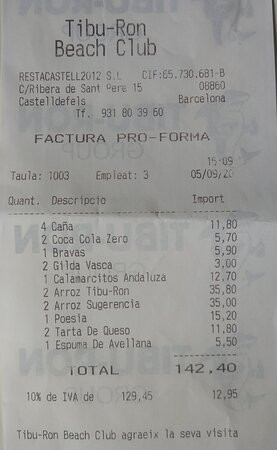 Tibu-Ron
Beach Club
RESTACASTELL2012 S.L CIF:65.730.681-B
C/Ribera de Sant Pere 15 08860
Castelldefels Barcelona
Tf. 931 80 39 60
FACTURA PRO-FORMA
15:09
Taula: 1003 Empleat: 3 05/09/20
Quant. Descripcio Import
4 Caña 11,80
2 Coca Cola Zero 5,70
1 Bravas 5,90
2 Gilda Vasca 3,00
1 Calamarcitos Andaluza 12,70
2 Arroz Tibu-Ron 35,80
2 Arroz Sugerencia 35,00
1 Poesia 15,20
2 Tarta De Queso 11,80
1 Espuma De Avellana 5,50
TOTAL 142,40
10% de IVA de 129,45 12,95
Tibu-Ron Beach Club agraeix la seva visita